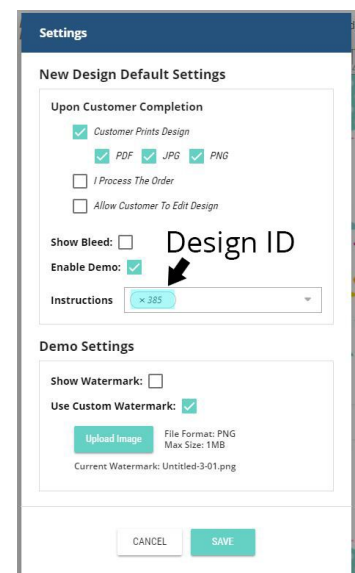 Settings
New Design Default Settings
Upon Customer Completion
Customer Prints Design
PDF JPG PNG
I Process The Order
Allow Customer To Edit Design
Show Bleed:
Design ID
Enable Demo:
Instructions × 385
Demo Settings
Show Watermark:
Use Custom Watermark:
Upload Image File Format: PNG
Max Size: 1MB
Current Watermark: Untitled-3-01.png
CANCEL SAVE